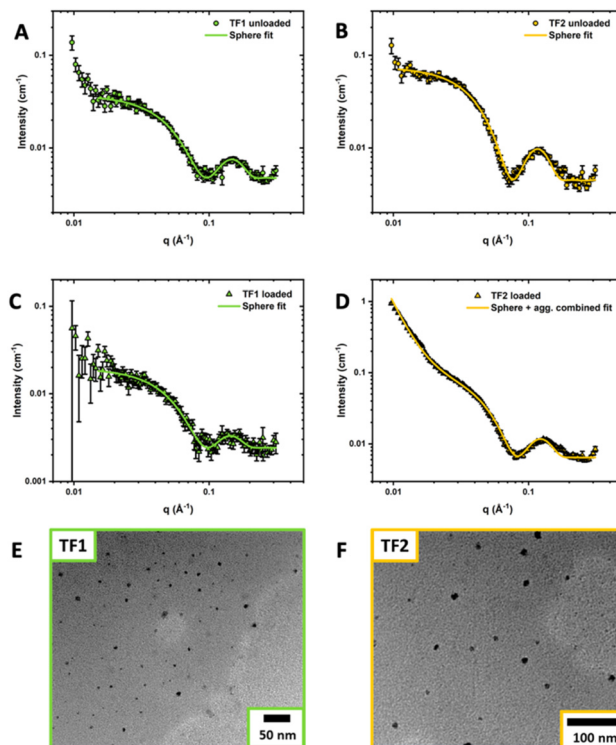 A
TF1 unloaded
Sphere fit
Intensity (cm⁻¹)
0.1
0.01
0.01
0.1
q (Å⁻¹)
B
TF2 unloaded
Sphere fit
Intensity (cm⁻¹)
0.1
0.01
0.01
0.1
q (Å⁻¹)
C
TF1 loaded
Sphere fit
Intensity (cm⁻¹)
0.1
0.01
0.001
0.01
0.1
q (Å⁻¹)
D
TF2 loaded
Sphere + agg. combined fit
Intensity (cm⁻¹)
1
0.1
0.01
0.01
0.1
q (Å⁻¹)
E
TF1
50 nm
F
TF2
100 nm